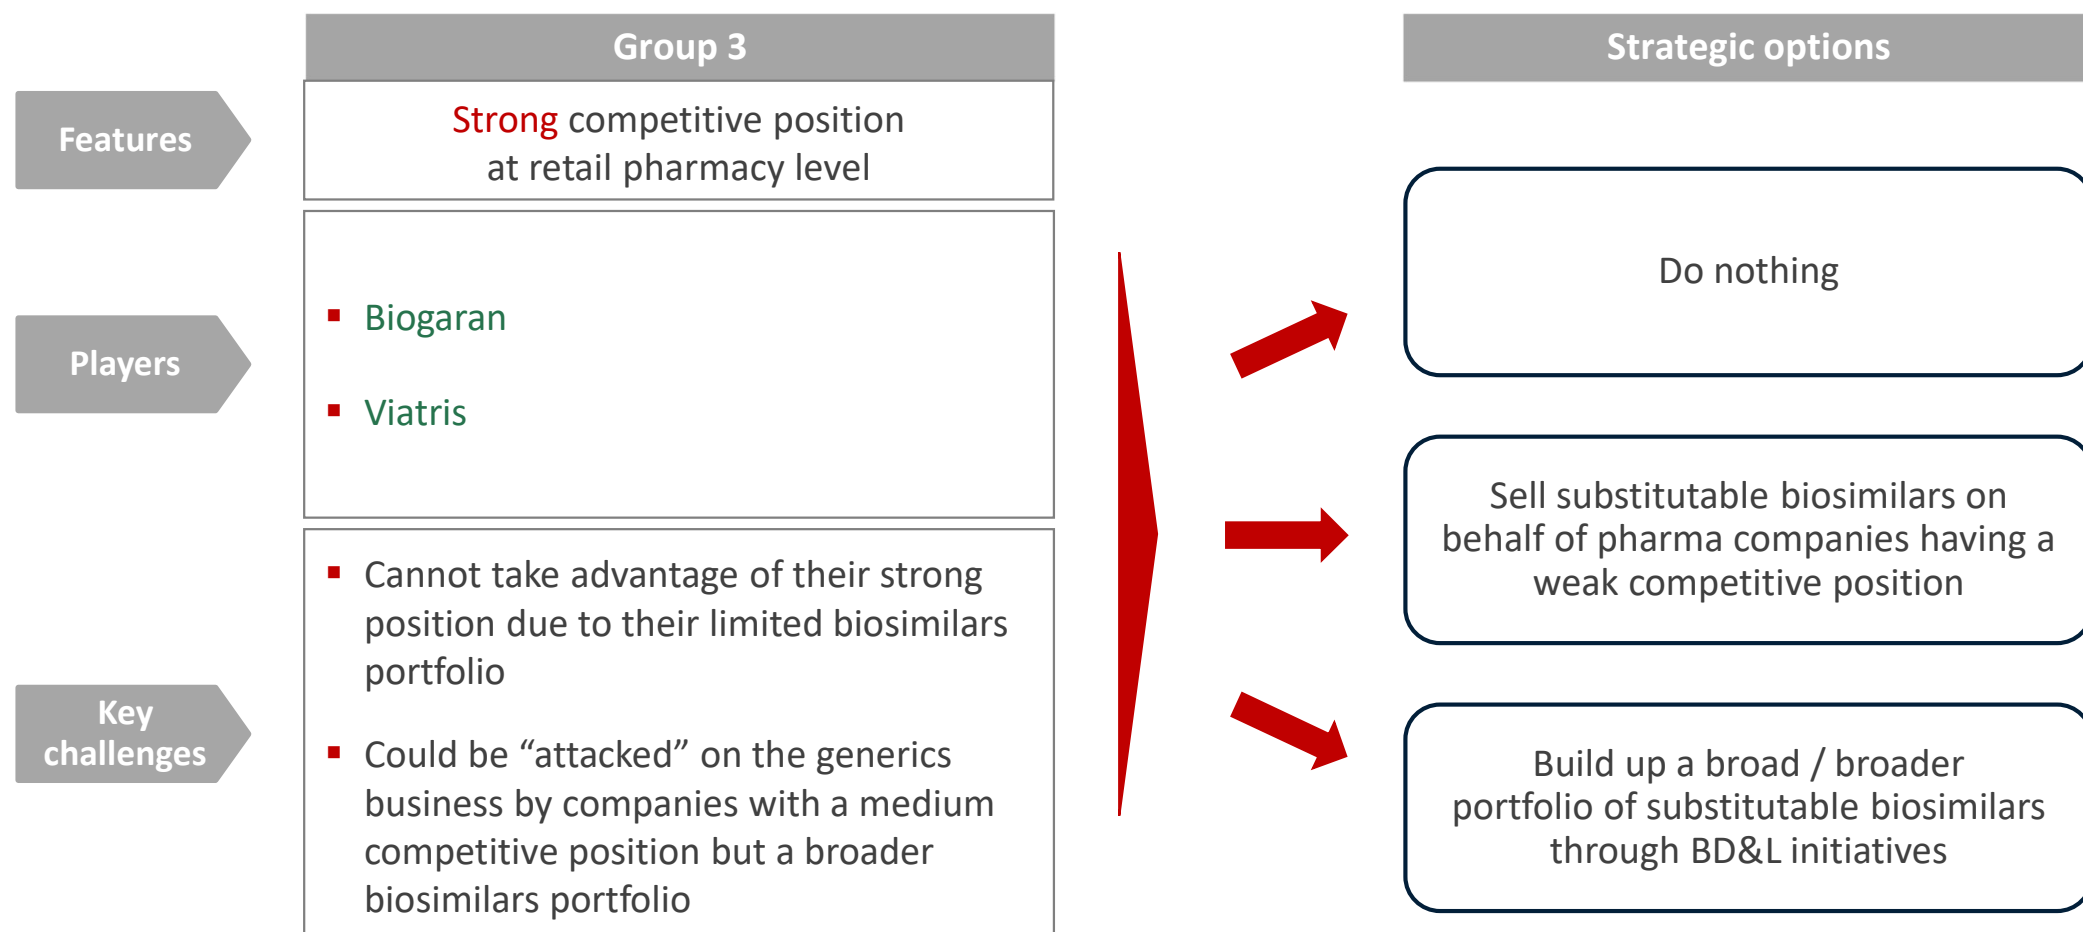 Group 3
Strategic options
Features
Strong competitive position
at retail pharmacy level
Do nothing
Players
▪ Biogaran
▪ Viatris
Sell substitutable biosimilars on
behalf of pharma companies having a
weak competitive position
Key
challenges
▪ Cannot take advantage of their strong
position due to their limited biosimilars
portfolio
▪ Could be “attacked” on the generics
business by companies with a medium
competitive position but a broader
biosimilars portfolio
Build up a broad / broader
portfolio of substitutable biosimilars
through BD&L initiatives